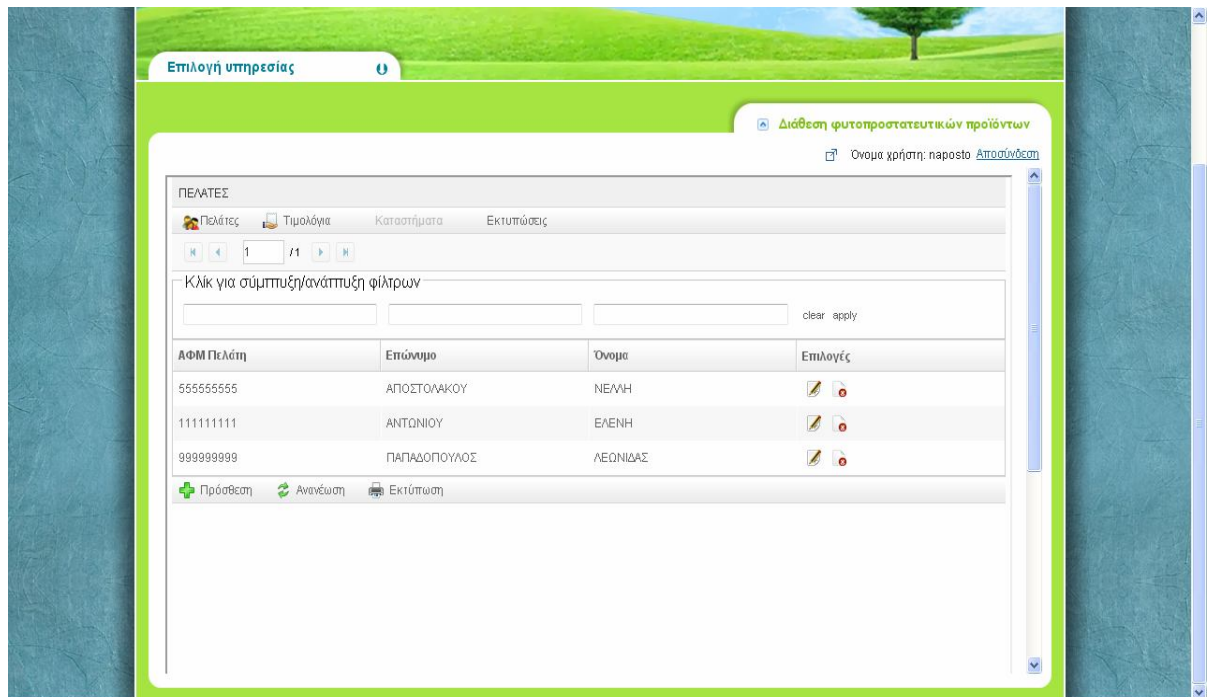 Επιλογή υπηρεσίας
Διάθεση φυτοπροστατευτικών προϊόντων
Όνομα χρήστη: naposto Αποσύνδεση
ΠΕΛΑΤΕΣ
Πελάτες Τιμολόγια Καταστήματα Εκτυπώσεις
1 /1
Κλίκ για σύμπτυξη/ανάπτυξη φίλτρων
clear apply
ΑΦΜ Πελάτη Επώνυμο Όνομα Επιλογές
555555555 ΑΠΟΣΤΟΛΑΚΟΥ ΝΕΛΛΗ
111111111 ΑΝΤΩΝΙΟΥ ΕΛΕΝΗ
999999999 ΠΑΠΑΔΟΠΟΥΛΟΣ ΛΕΩΝΙΔΑΣ
Πρόσθεση Ανανέωση Εκτύπωση